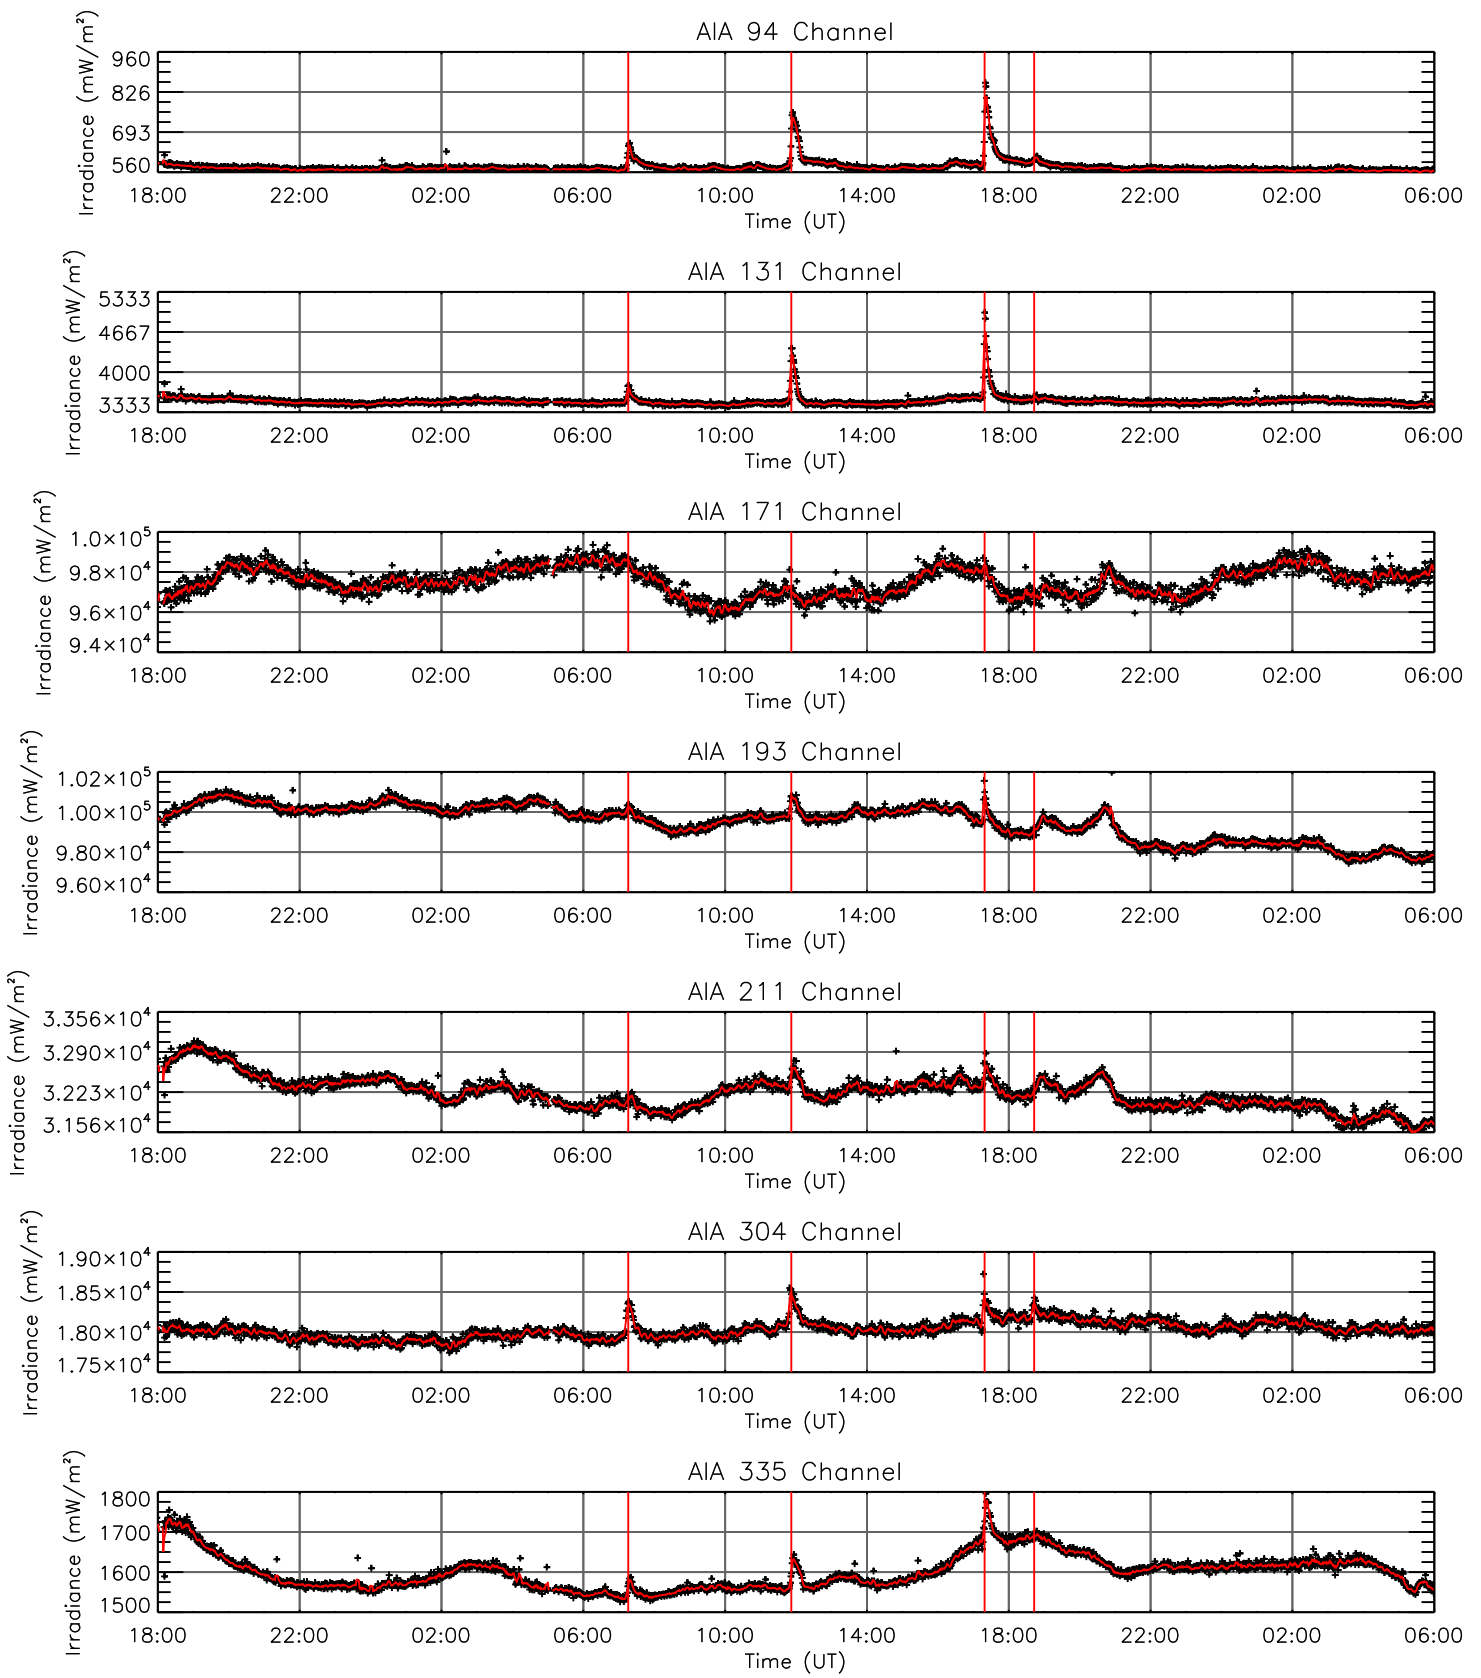 AIA 94 Channel
Irradiance (mW/m²)
960
826
693
560
18:00 22:00 02:00 06:00 10:00 14:00 18:00 22:00 02:00 06:00
Time (UT)
AIA 131 Channel
Irradiance (mW/m²)
5333
4667
4000
3333
18:00 22:00 02:00 06:00 10:00 14:00 18:00 22:00 02:00 06:00
Time (UT)
AIA 171 Channel
Irradiance (mW/m²)
1.0×10⁵
9.8×10⁴
9.6×10⁴
9.4×10⁴
18:00 22:00 02:00 06:00 10:00 14:00 18:00 22:00 02:00 06:00
Time (UT)
AIA 193 Channel
Irradiance (mW/m²)
1.02×10⁵
1.00×10⁵
9.80×10⁴
9.60×10⁴
18:00 22:00 02:00 06:00 10:00 14:00 18:00 22:00 02:00 06:00
Time (UT)
AIA 211 Channel
Irradiance (mW/m²)
3.356×10⁴
3.290×10⁴
3.223×10⁴
3.156×10⁴
18:00 22:00 02:00 06:00 10:00 14:00 18:00 22:00 02:00 06:00
Time (UT)
AIA 304 Channel
Irradiance (mW/m²)
1.90×10⁴
1.85×10⁴
1.80×10⁴
1.75×10⁴
18:00 22:00 02:00 06:00 10:00 14:00 18:00 22:00 02:00 06:00
Time (UT)
AIA 335 Channel
Irradiance (mW/m²)
1800
1700
1600
1500
18:00 22:00 02:00 06:00 10:00 14:00 18:00 22:00 02:00 06:00
Time (UT)